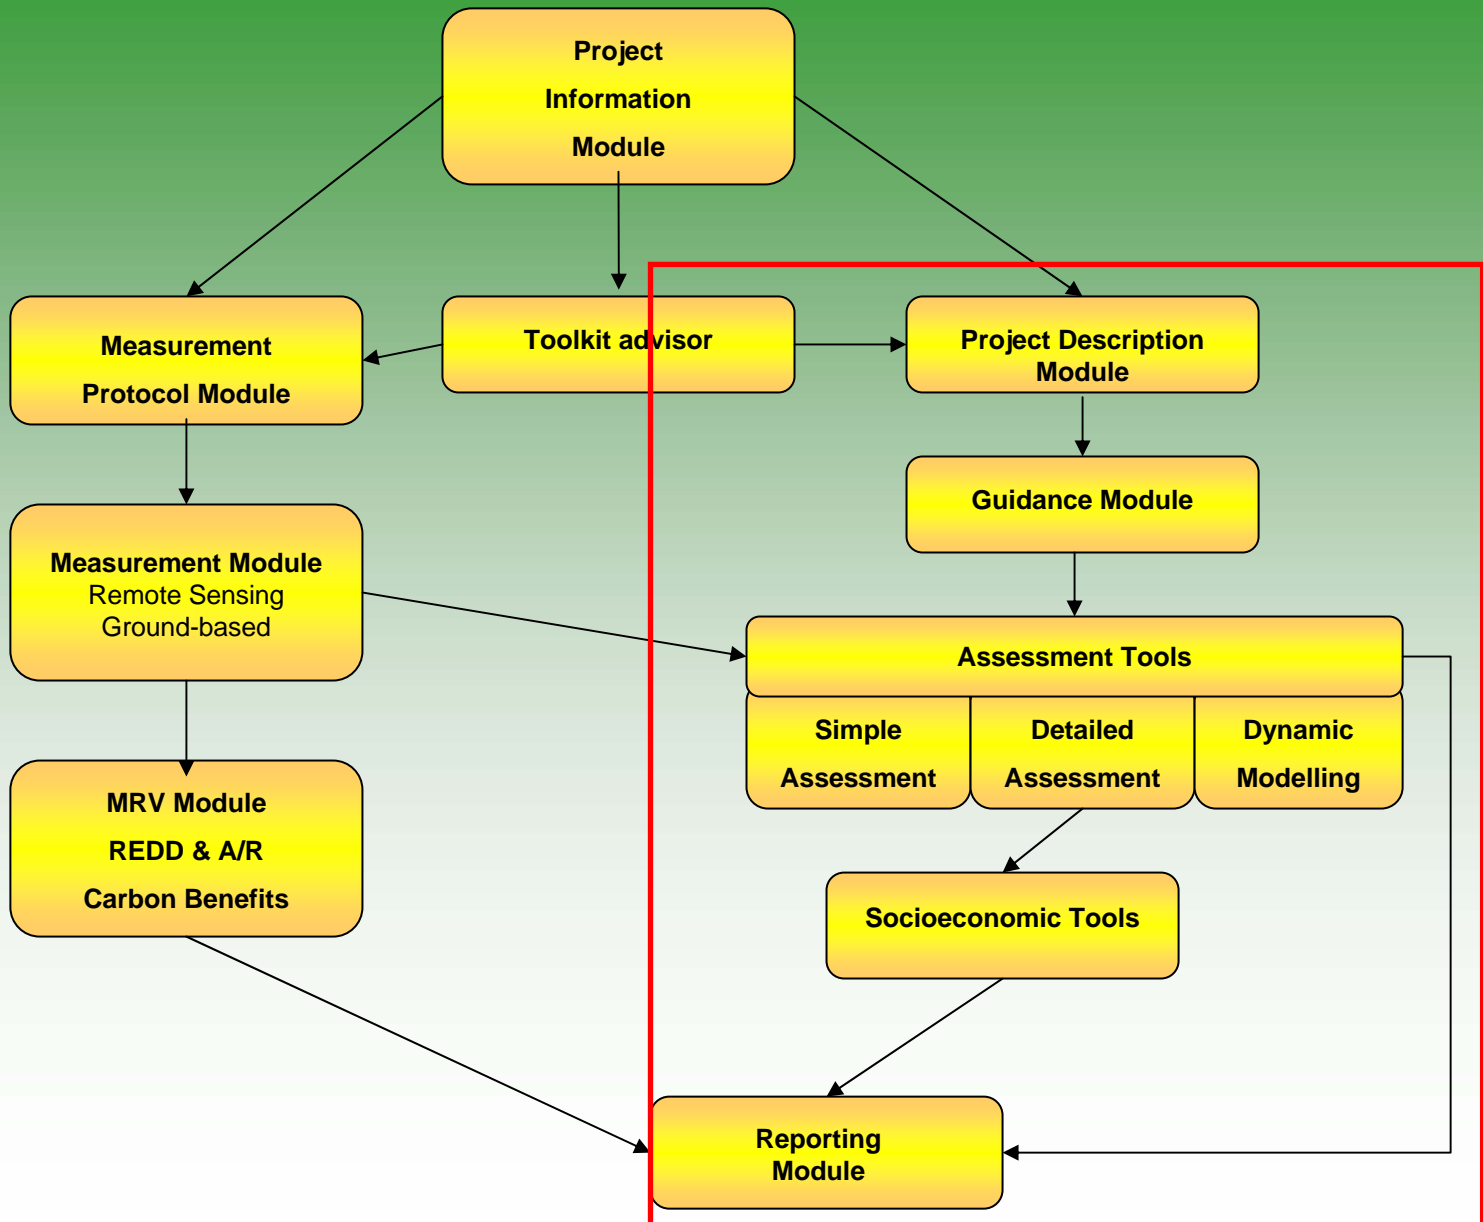 Project
Information
Module
Measurement
Protocol Module
Toolkit advisor
Project Description
Module
Guidance Module
Measurement Module
Remote Sensing
Ground-based
Assessment Tools
Simple
Assessment
Detailed
Assessment
Dynamic
Modelling
MRV Module
REDD & A/R
Carbon Benefits
Socioeconomic Tools
Reporting
Module